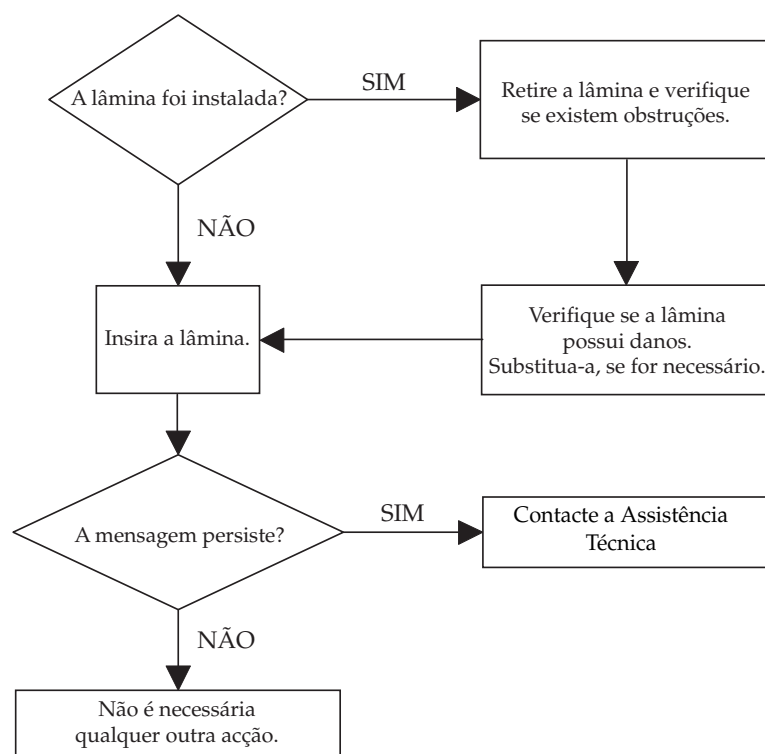 A lâmina foi instalada?
SIM
Retire a lâmina e verifique
se existem obstruções.
NÃO
Insira a lâmina.
Verifique se a lâmina
possui danos.
Substitua-a, se for necessário.
A mensagem persiste?
SIM
Contacte a Assistência
Técnica
NÃO
Não é necessária
qualquer outra acção.